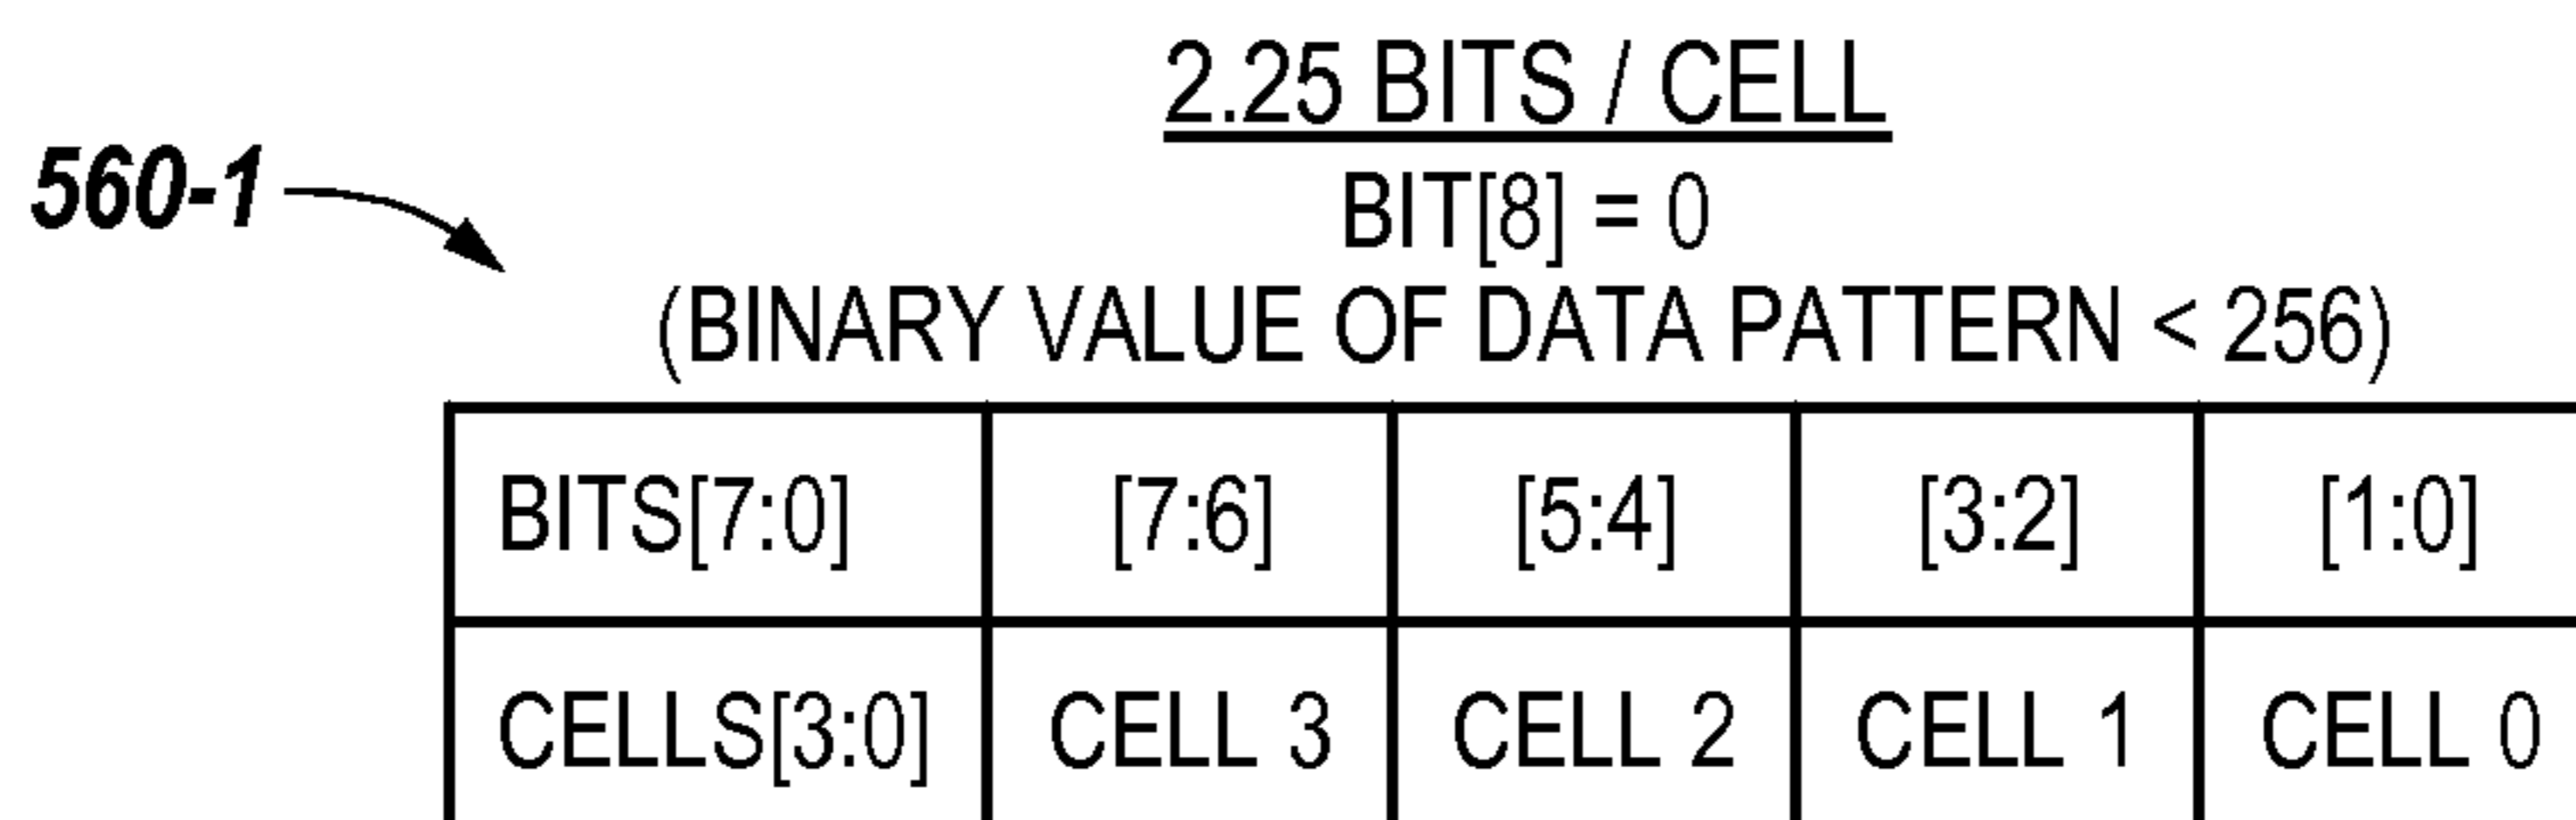 2.25 BITS / CELL
560-1
BIT[8] = 0
(BINARY VALUE OF DATA PATTERN < 256)
BITS[7:0] [7:6] [5:4] [3:2] [1:0]
CELLS[3:0] CELL 3 CELL 2 CELL 1 CELL 0